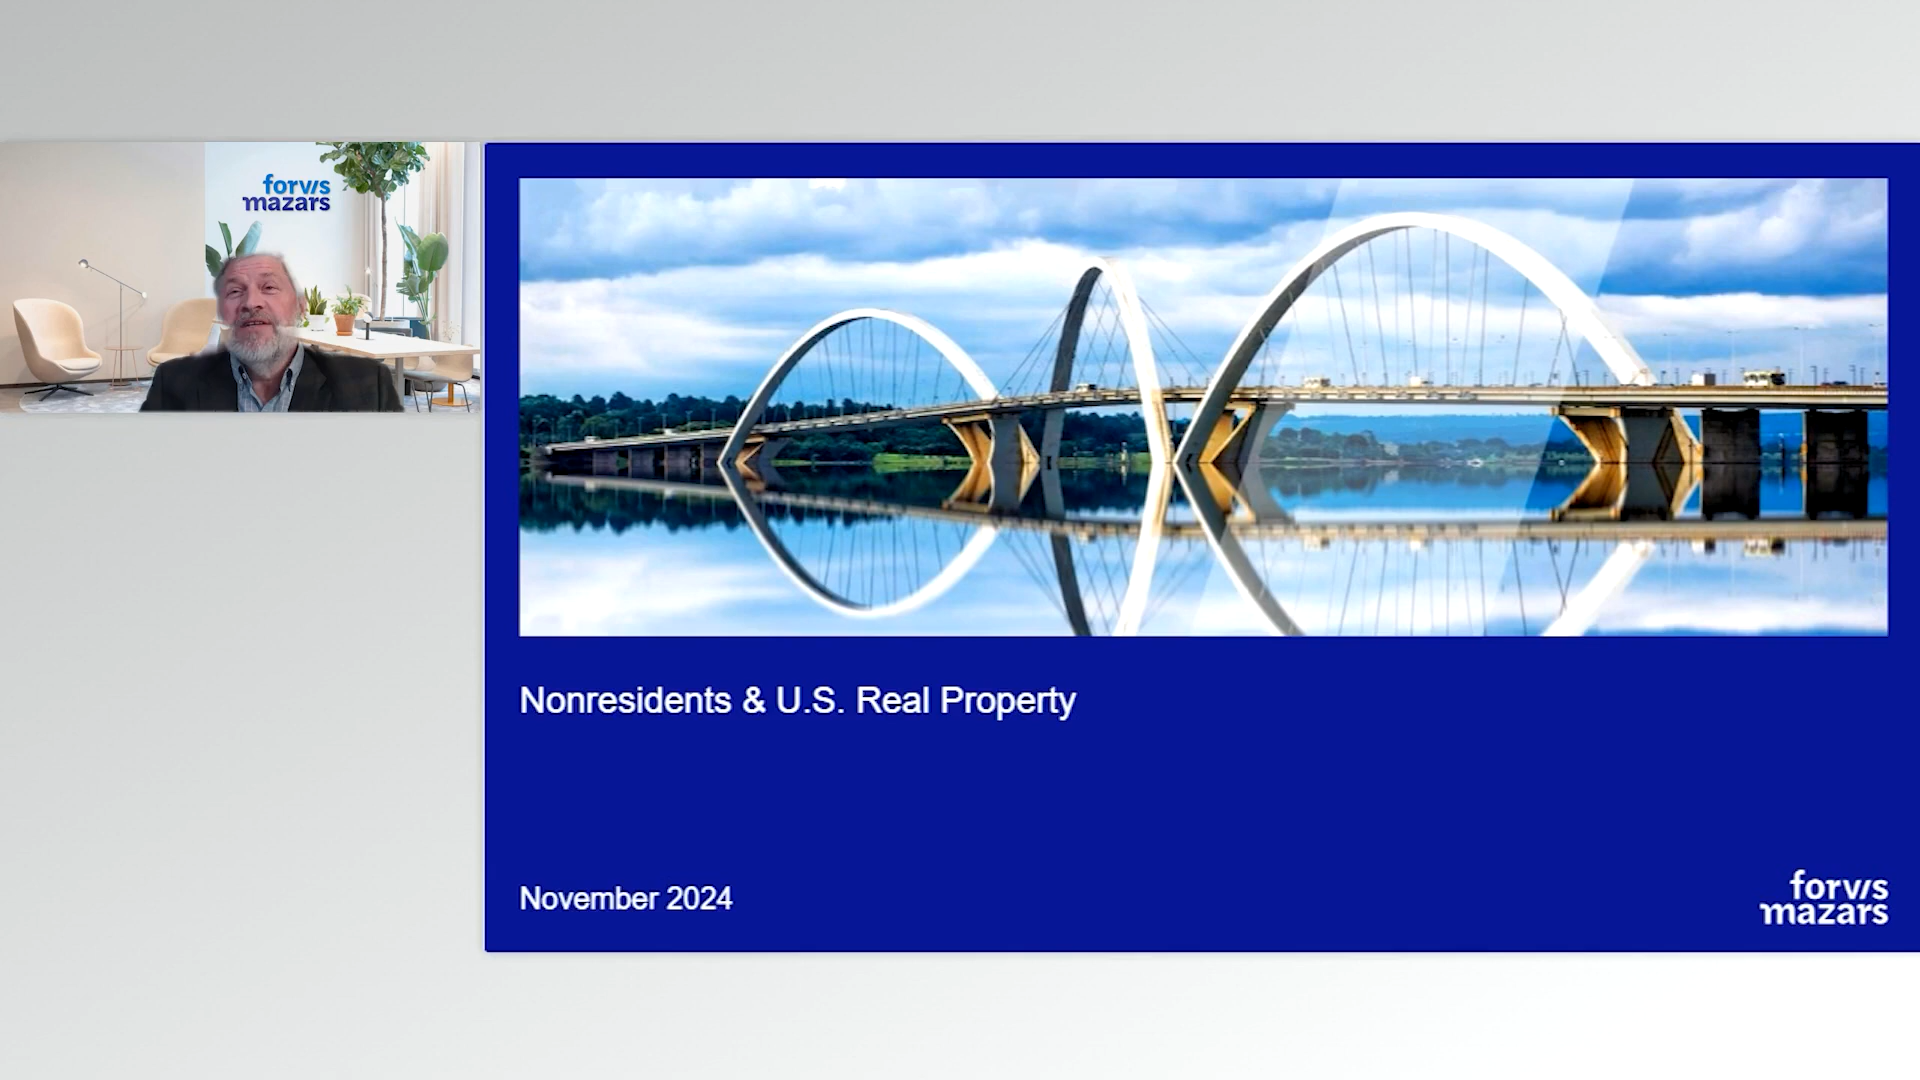 forvis
mazars
Nonresidents & U.S. Real Property
November 2024
forvis
mazars